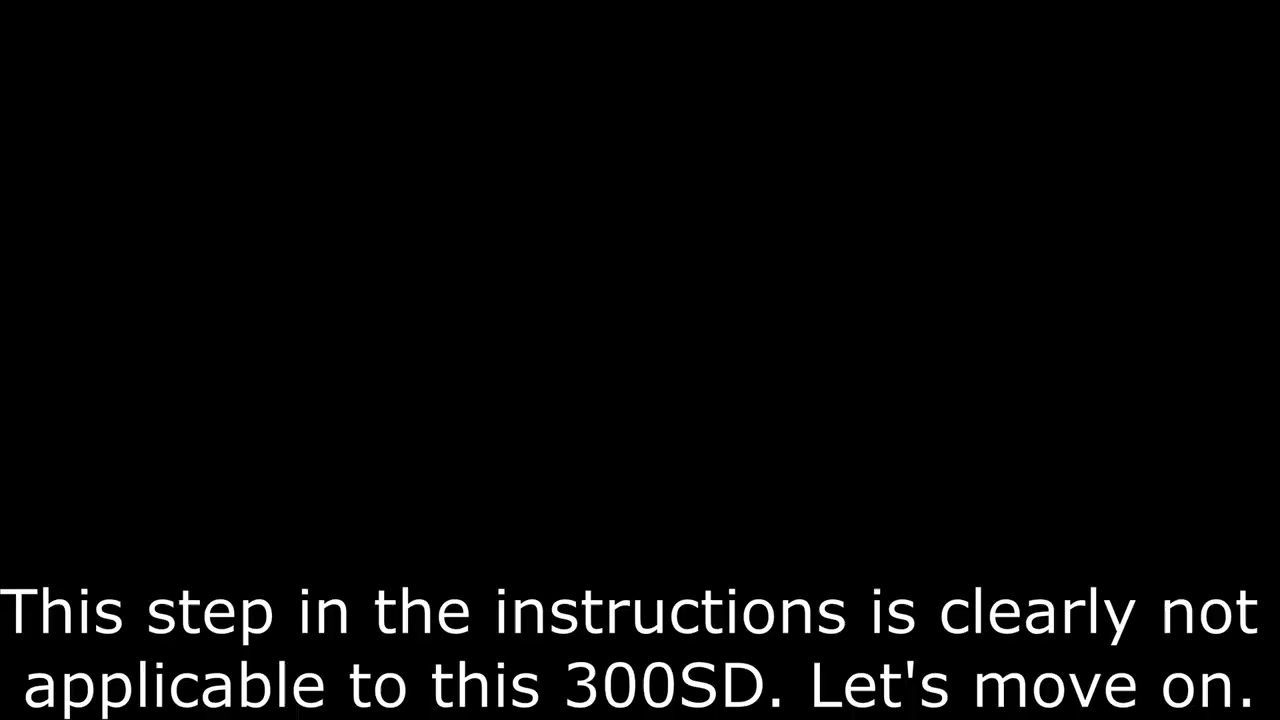 This step in the instructions is clearly not
applicable to this 300SD. Let's move on.